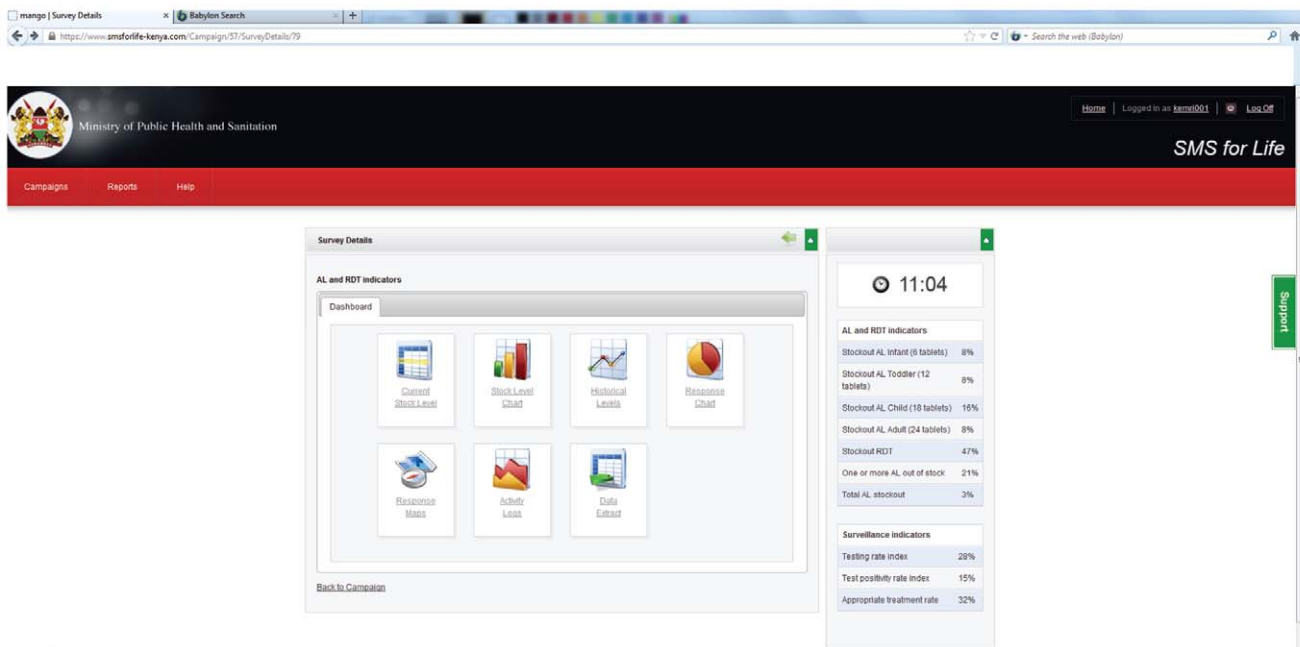 mango | Survey Details × Babylon Search × +
https://www.smsforlife-kenya.com/Campaign/57/SurveyDetails/79
Search the web (Babylon)
Ministry of Public Health and Sanitation
Home | Logged in as kemri001 | Log Off
SMS for Life
Campaigns Reports Help
Survey Details
AL and RDT indicators
Dashboard
Current
Stock Level
Stock Level
Chart
Historical
Levels
Response
Chart
Response
Maps
Activity
Logs
Data
Extract
Back to Campaign
11:04
AL and RDT indicators
Stockout AL Infant (6 tablets) 8%
Stockout AL Toddler (12
tablets) 8%
Stockout AL Child (18 tablets) 16%
Stockout AL Adult (24 tablets) 8%
Stockout RDT 47%
One or more AL out of stock 21%
Total AL stockout 3%
Surveillance indicators
Testing rate index 28%
Test positivity rate index 15%
Appropriate treatment rate 32%
Support